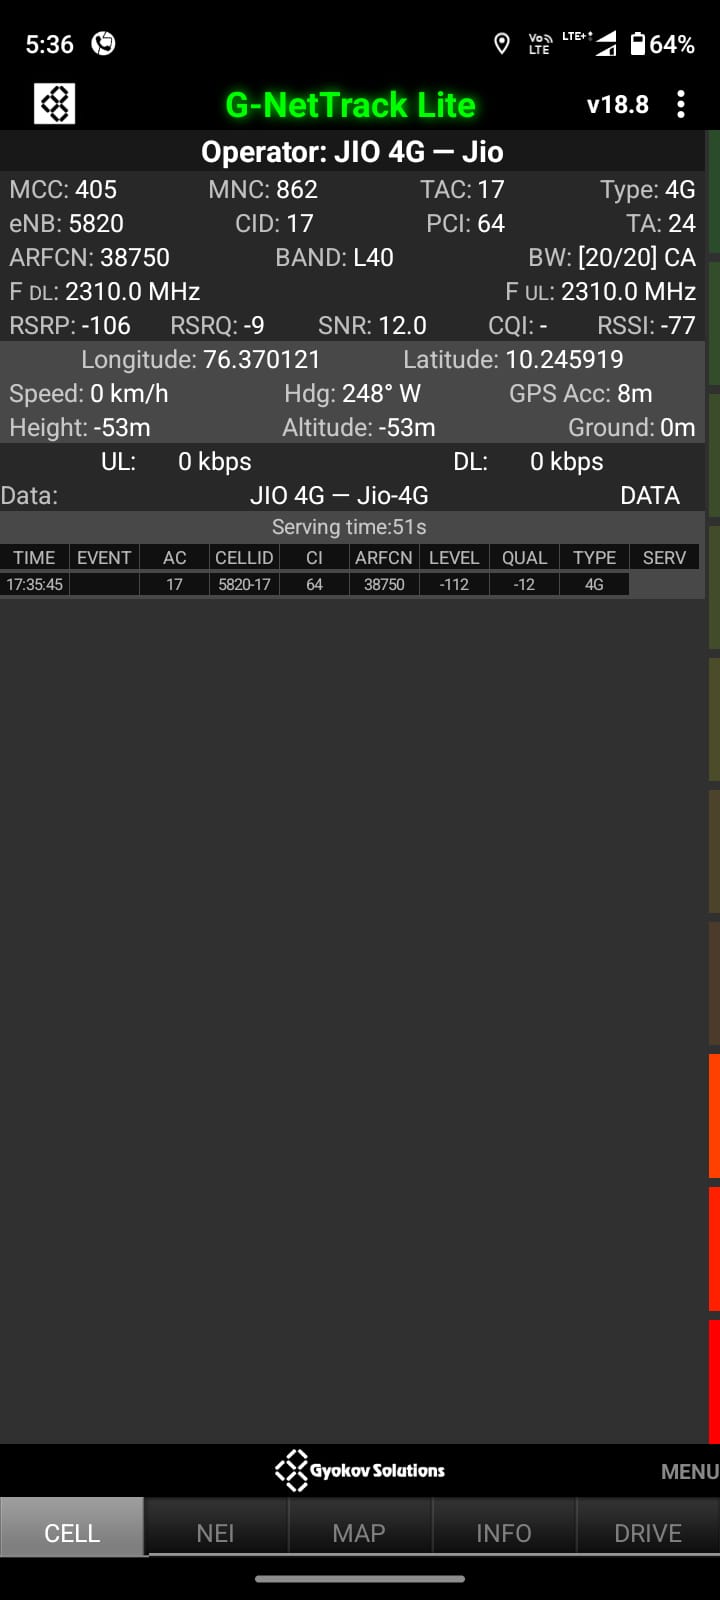 5:36 Vo LTE LTE+ 64%
G-NetTrack Lite v18.8
Operator: JIO 4G — Jio
MCC: 405 MNC: 862 TAC: 17 Type: 4G
eNB: 5820 CID: 17 PCI: 64 TA: 24
ARFCN: 38750 BAND: L40 BW: [20/20] CA
F DL: 2310.0 MHz F UL: 2310.0 MHz
RSRP: -106 RSRQ: -9 SNR: 12.0 CQI: - RSSI: -77
Longitude: 76.370121 Latitude: 10.245919
Speed: 0 km/h Hdg: 248° W GPS Acc: 8m
Height: -53m Altitude: -53m Ground: 0m
UL: 0 kbps DL: 0 kbps
Data: JIO 4G — Jio-4G DATA
Serving time:51s
TIME EVENT AC CELLID CI ARFCN LEVEL QUAL TYPE SERV
17:35:45 17 5820-17 64 38750 -112 -12 4G
Gyokov Solutions MENU
CELL NEI MAP INFO DRIVE